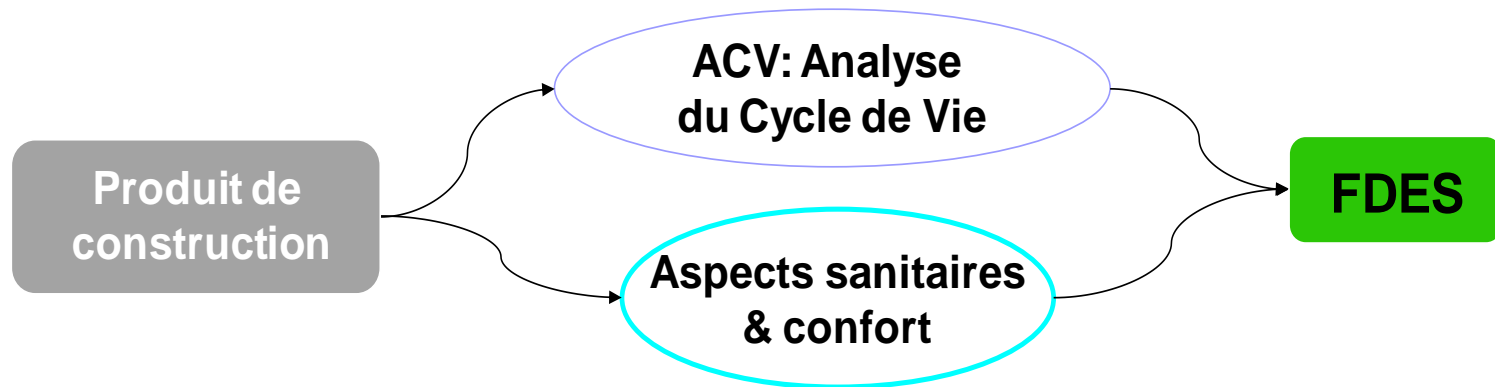 ACV: Analyse
du Cycle de Vie
Produit de
construction
FDES
Aspects sanitaires
& confort